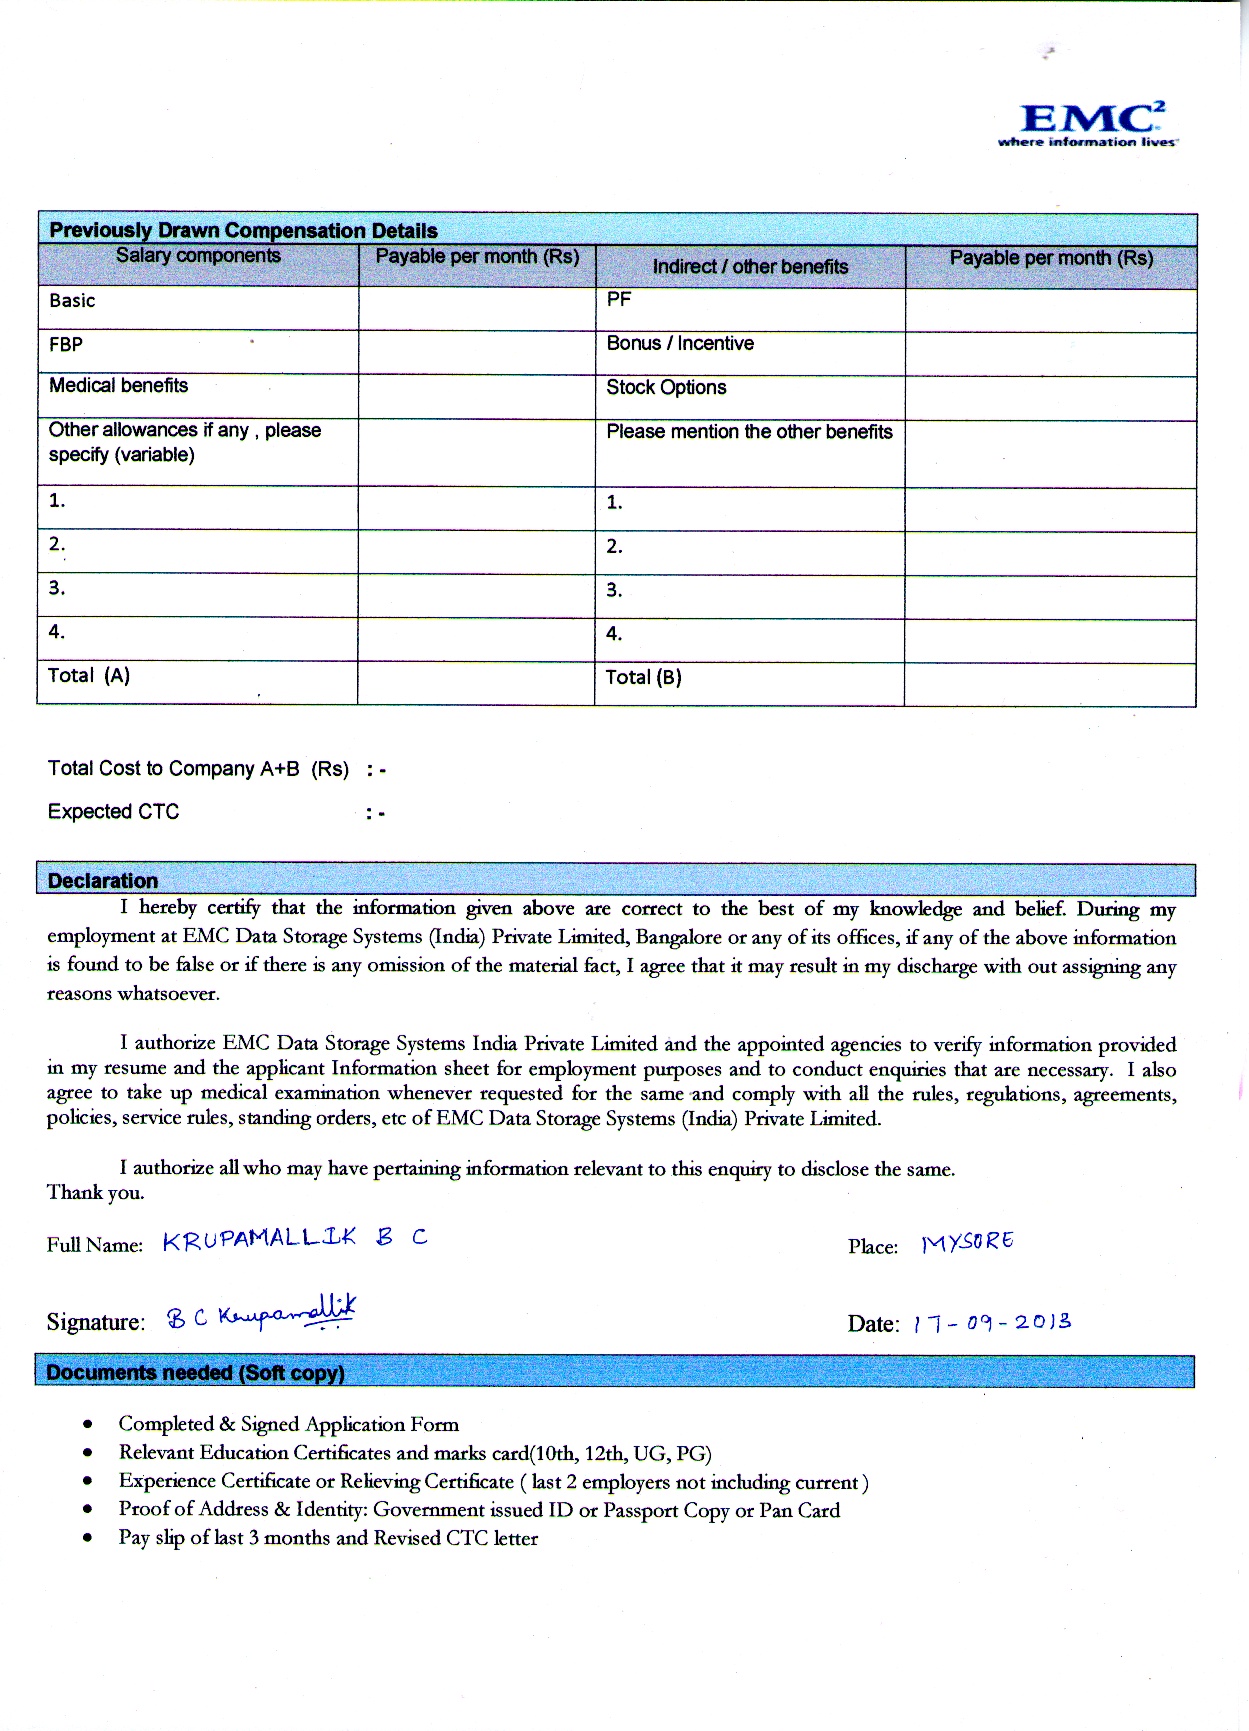 EMC²
where information lives
Previously Drawn Compensation Details
Salary components Payable per month (Rs) Indirect / other benefits Payable per month (Rs)
Basic PF
FBP Bonus / Incentive
Medical benefits Stock Options
Other allowances if any , please Please mention the other benefits
specify (variable)
1. 1.
2. 2.
3. 3.
4. 4.
Total (A) Total (B)
Total Cost to Company A+B (Rs) : -
Expected CTC : -
Declaration
I hereby certify that the information given above are correct to the best of my knowledge and belief. During my
employment at EMC Data Storage Systems (India) Private Limited, Bangalore or any of its offices, if any of the above information
is found to be false or if there is any omission of the material fact, I agree that it may result in my discharge with out assigning any
reasons whatsoever.
I authorize EMC Data Storage Systems India Private Limited and the appointed agencies to verify information provided
in my resume and the applicant Information sheet for employment purposes and to conduct enquiries that are necessary. I also
agree to take up medical examination whenever requested for the same and comply with all the rules, regulations, agreements,
policies, service rules, standing orders, etc of EMC Data Storage Systems (India) Private Limited.
I authorize all who may have pertaining information relevant to this enquiry to disclose the same.
Thank you.
Full Name: KRUPAMALLIK B C Place: MYSORE
Signature: B C Krupamallik Date: 17-09-2013
Documents needed (Soft copy)
• Completed & Signed Application Form
• Relevant Education Certificates and marks card(10th, 12th, UG, PG)
• Experience Certificate or Relieving Certificate ( last 2 employers not including current )
• Proof of Address & Identity: Government issued ID or Passport Copy or Pan Card
• Pay slip of last 3 months and Revised CTC letter